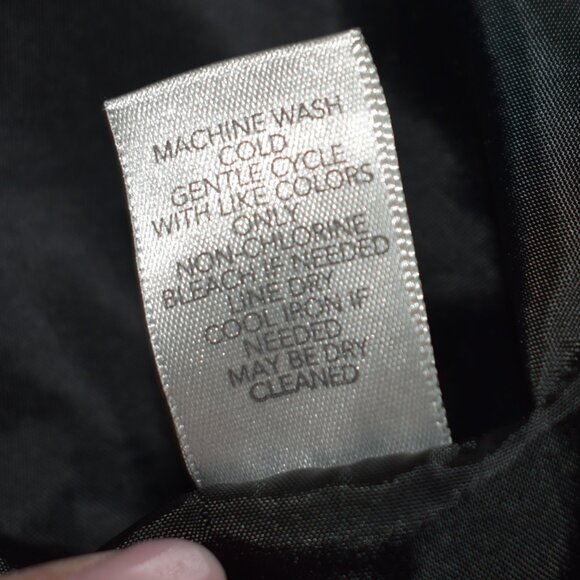 MACHINE WASH
COLD
GENTLE CYCLE
WITH LIKE COLORS
ONLY
NON-CHLORINE
BLEACH IF NEEDED
LINE DRY
COOL IRON IF
NEEDED
MAY BE DRY
CLEANED